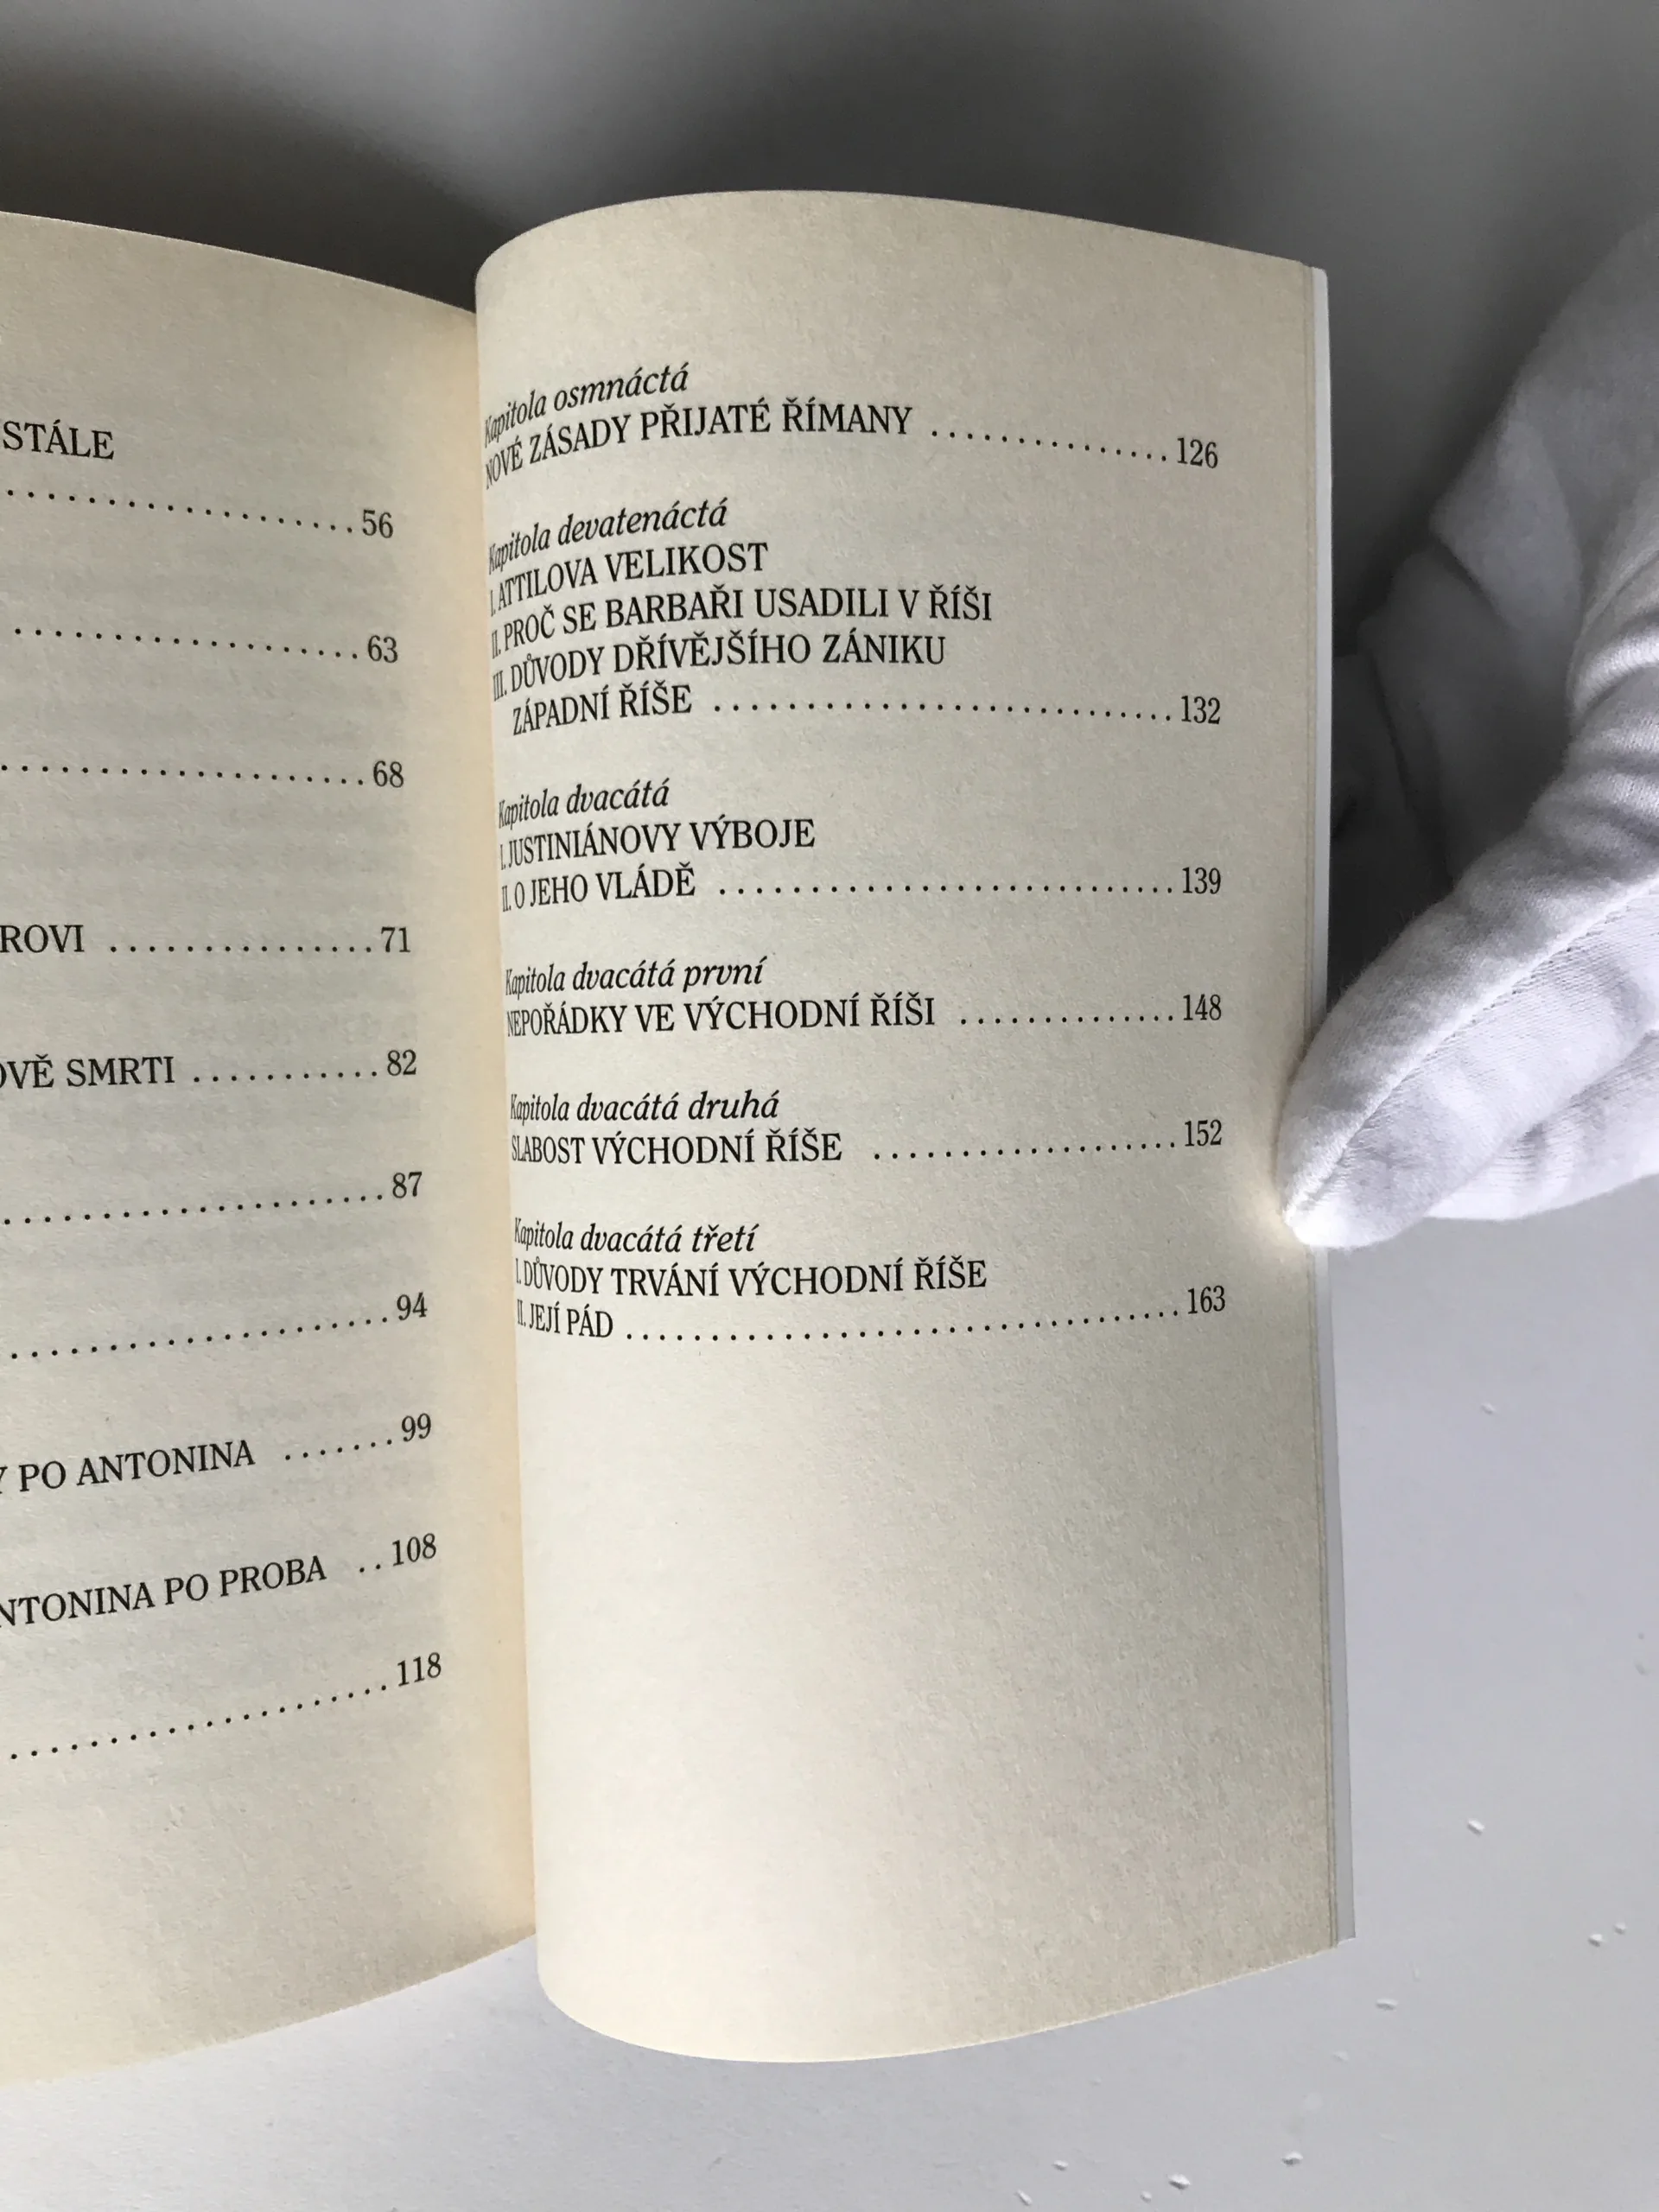 STÁLE
. . . . . . . . . . . . . . . . . . . . . . . . . . 56
. . . . . . . . . . . . . . . . . . . . . . . . . . 63
. . . . . . . . . . . . . . . . . . . . . . . . . . 68
ROVI . . . . . . . . . . . . . . . 71
OVĚ SMRTI . . . . . . . . . . . 82
. . . . . . . . . . . . . . . . . . . . . . . . . . 87
. . . . . . . . . . . . . . . . . . . . . . . . . . 94
Y PO ANTONINA . . . . . . . 99
NTONINA PO PROBA . . 108
. . . . . . . . . . . . . . . . . . . . . . . . . . 118
Kapitola osmnáctá
NOVÉ ZÁSADY PŘIJATÉ ŘÍMANY . . . . . . . . . . . . . . . 126
Kapitola devatenáctá
I. ATTILOVA VELIKOST
II. PROČ SE BARBAŘI USADILI V ŘÍŠI
III. DŮVODY DŘÍVĚJŠÍHO ZÁNIKU
ZÁPADNÍ ŘÍŠE . . . . . . . . . . . . . . . . . . . . . . . . . . . . 132
Kapitola dvacátá
I. JUSTINIÁNOVY VÝBOJE
II. O JEHO VLÁDĚ . . . . . . . . . . . . . . . . . . . . . . . . . . . . 139
Kapitola dvacátá první
NEPOŘÁDKY VE VÝCHODNÍ ŘÍŠI . . . . . . . . . . . . . . 148
Kapitola dvacátá druhá
SLABOST VÝCHODNÍ ŘÍŠE . . . . . . . . . . . . . . . . . . . 152
Kapitola dvacátá třetí
I. DŮVODY TRVÁNÍ VÝCHODNÍ ŘÍŠE
II. JEJÍ PÁD . . . . . . . . . . . . . . . . . . . . . . . . . . . . . . . . . 163